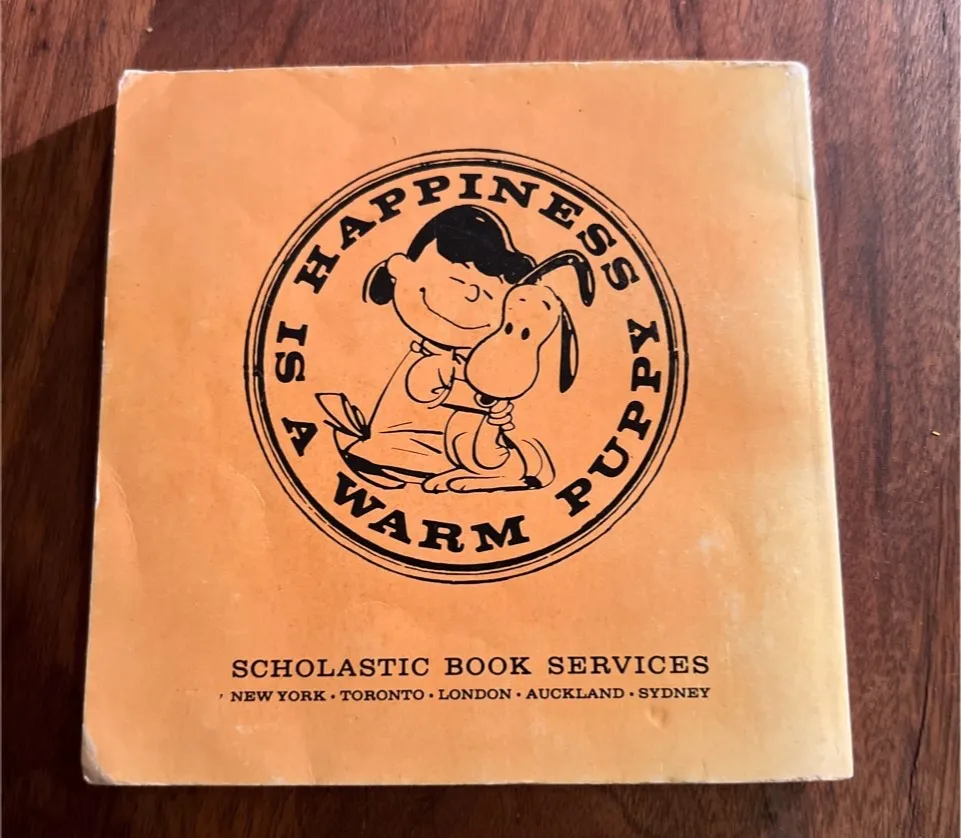 HAPPINESS IS A WARM PUPPY
SCHOLASTIC BOOK SERVICES
NEW YORK • TORONTO • LONDON • AUCKLAND • SYDNEY